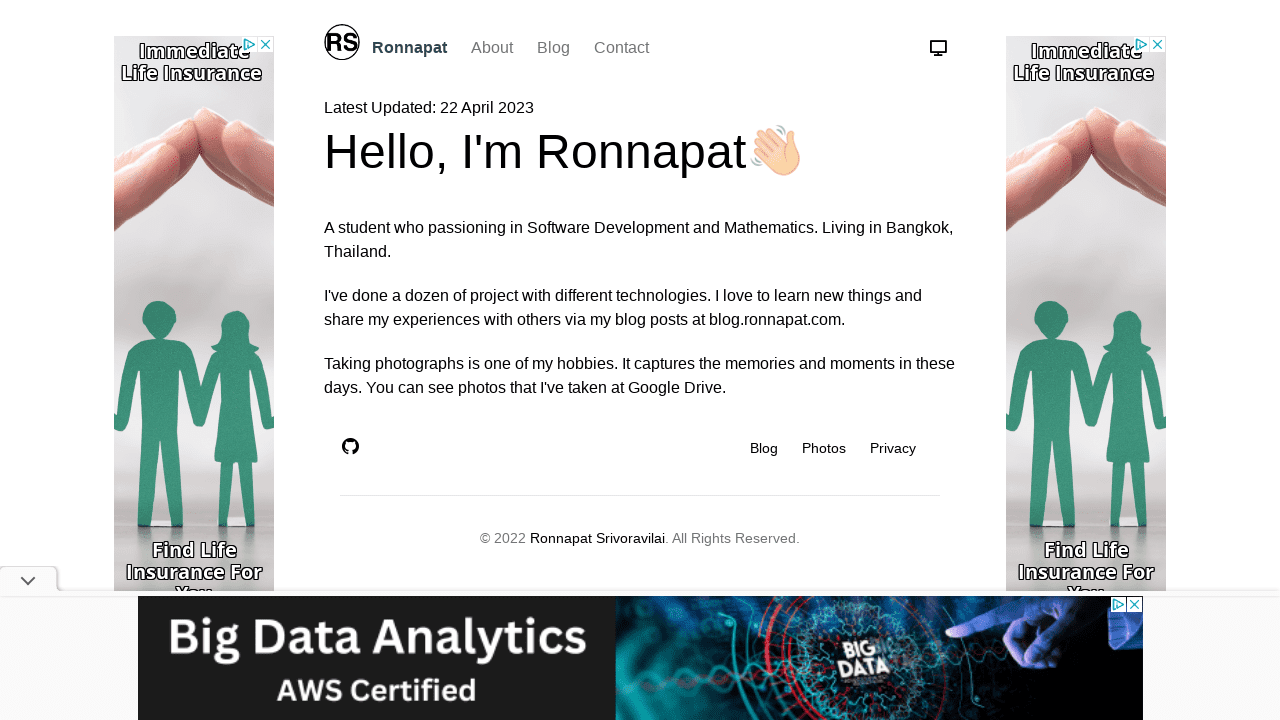 RS
Ronnapat About Blog Contact
Latest Updated: 22 April 2023
Hello, I'm Ronnapat👋🏻
A student who passioning in Software Development and Mathematics. Living in Bangkok,
Thailand.
I've done a dozen of project with different technologies. I love to learn new things and
share my experiences with others via my blog posts at blog.ronnapat.com.
Taking photographs is one of my hobbies. It captures the memories and moments in these
days. You can see photos that I've taken at Google Drive.
Blog Photos Privacy
© 2022 Ronnapat Srivoravilai. All Rights Reserved.
Immediate
Life Insurance
Find Life
Insurance For
You
Immediate
Life Insurance
Find Life
Insurance For
You
Big Data Analytics
AWS Certified
BIG
DATA